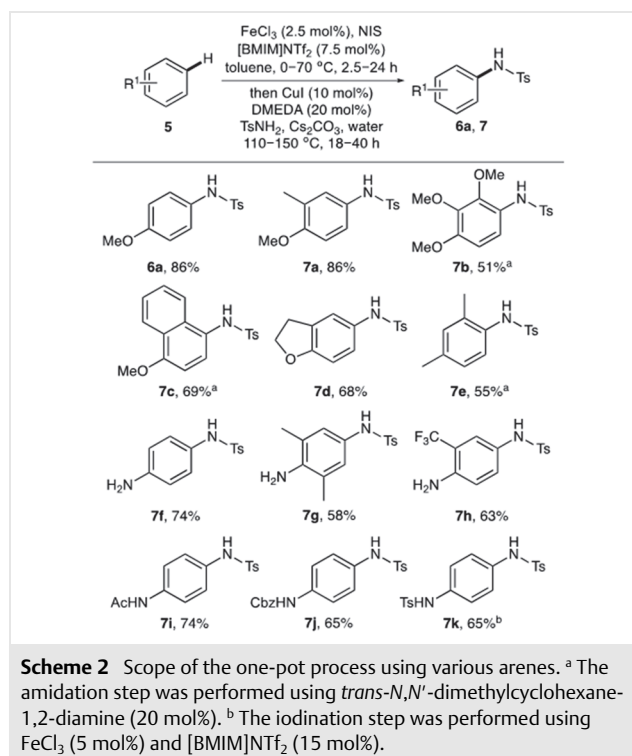 FeCl3 (2.5 mol%), NIS
[BMIM]NTf2 (7.5 mol%)
toluene, 0–70 °C, 2.5–24 h
then CuI (10 mol%)
DMEDA (20 mol%)
TsNH2, Cs2CO3, water
110–150 °C, 18–40 h
R1
H
5
R1
H
N
Ts
6a, 7
H
N
Ts
MeO
6a, 86%
H
N
Ts
MeO
7a, 86%
OMe
H
N
Ts
MeO
MeO
7b, 51%a
H
N
Ts
MeO
7c, 69%a
H
N
Ts
O
7d, 68%
H
N
Ts
7e, 55%a
H
N
Ts
H2N
7f, 74%
H
N
Ts
H2N
7g, 58%
H
N
Ts
F3C
H2N
7h, 63%
H
N
Ts
AcHN
7i, 74%
H
N
Ts
CbzHN
7j, 65%
H
N
Ts
TsHN
7k, 65%b
Scheme 2 Scope of the one-pot process using various arenes. a The
amidation step was performed using trans-N,N′-dimethylcyclohexane-
1,2-diamine (20 mol%). b The iodination step was performed using
FeCl3 (5 mol%) and [BMIM]NTf2 (15 mol%).